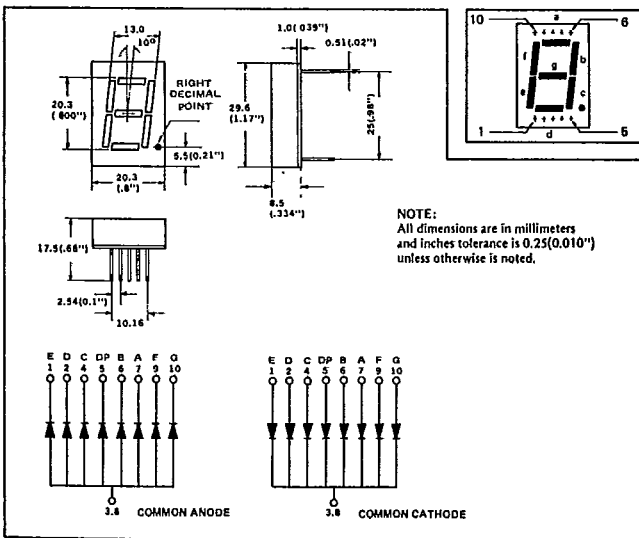 13.0
10°
20.3
(.800")
RIGHT
DECIMAL
POINT
5.5(0.21")
20.3
(.8")
1.0(.039")
0.51(.02")
29.6
(1.17")
25(.98")
8.5
(.334")
10
a
6
f
b
g
e
c
1
d
5
NOTE:
All dimensions are in millimeters
and inches tolerance is 0.25(0.010")
unless otherwise is noted.
17.5(.68")
2.54(0.1")
10.16
E D C DP B A F G
1 2 4 5 6 7 9 10
3.8 COMMON ANODE
E D C DP B A F G
1 2 4 5 6 7 9 10
3.8 COMMON CATHODE